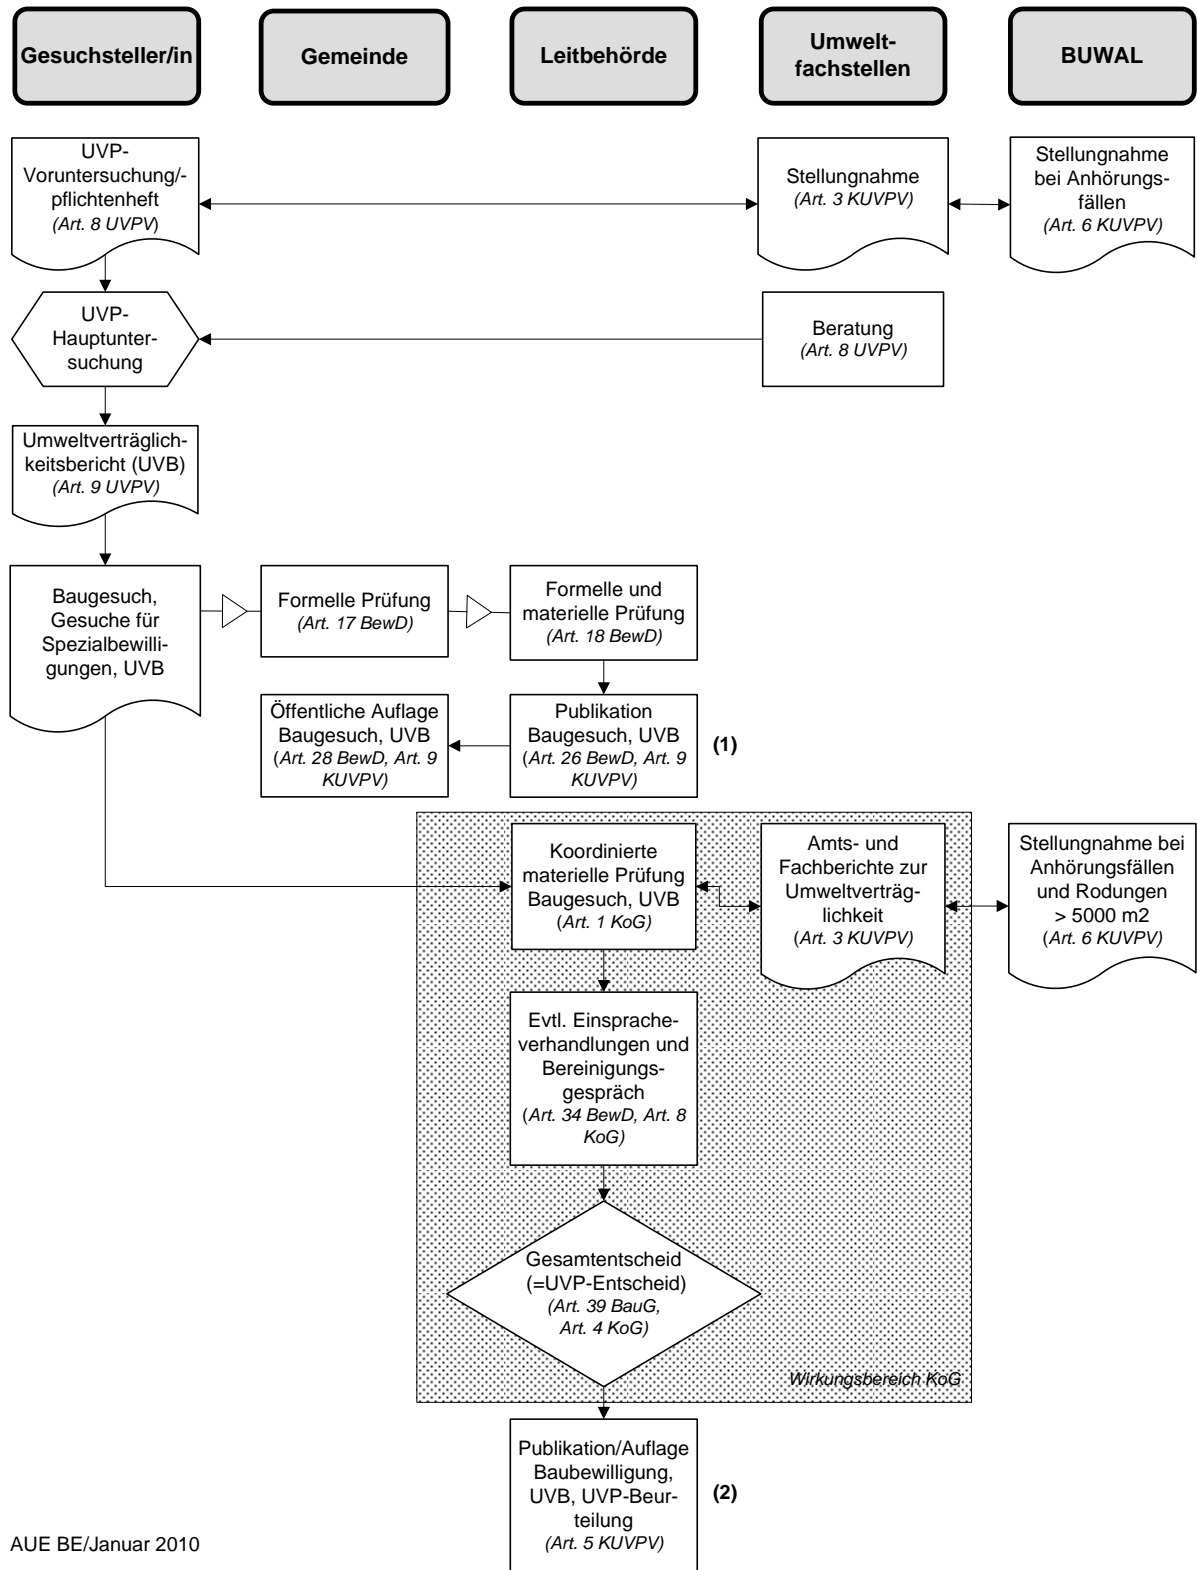 Gesuchsteller/in
Gemeinde
Leitbehörde
Umwelt-
fachstellen
BUWAL
UVP-
Voruntersuchung/-
pflichtenheft
(Art. 8 UVPV)
Stellungnahme
(Art. 3 KUVPV)
Stellungnahme
bei Anhörungs-
fällen
(Art. 6 KUVPV)
UVP-
Hauptunter-
suchung
Beratung
(Art. 8 UVPV)
Umweltverträglich-
keitsbericht (UVB)
(Art. 9 UVPV)
Baugesuch,
Gesuche für
Spezialbewilli-
gungen, UVB
Formelle Prüfung
(Art. 17 BewD)
Formelle und
materielle Prüfung
(Art. 18 BewD)
Öffentliche Auflage
Baugesuch, UVB
(Art. 28 BewD, Art. 9
KUVPV)
Publikation
Baugesuch, UVB
(Art. 26 BewD, Art. 9
KUVPV)
(1)
Koordinierte
materielle Prüfung
Baugesuch, UVB
(Art. 1 KoG)
Amts- und
Fachberichte zur
Umweltverträg-
lichkeit
(Art. 3 KUVPV)
Stellungnahme bei
Anhörungsfällen
und Rodungen
> 5000 m2
(Art. 6 KUVPV)
Evtl. Einsprache-
verhandlungen und
Bereinigungs-
gespräch
(Art. 34 BewD, Art. 8
KoG)
Gesamtentscheid
(=UVP-Entscheid)
(Art. 39 BauG,
Art. 4 KoG)
Wirkungsbereich KoG
Publikation/Auflage
Baubewilligung,
UVB, UVP-Beur-
teilung
(Art. 5 KUVPV)
(2)
AUE BE/Januar 2010